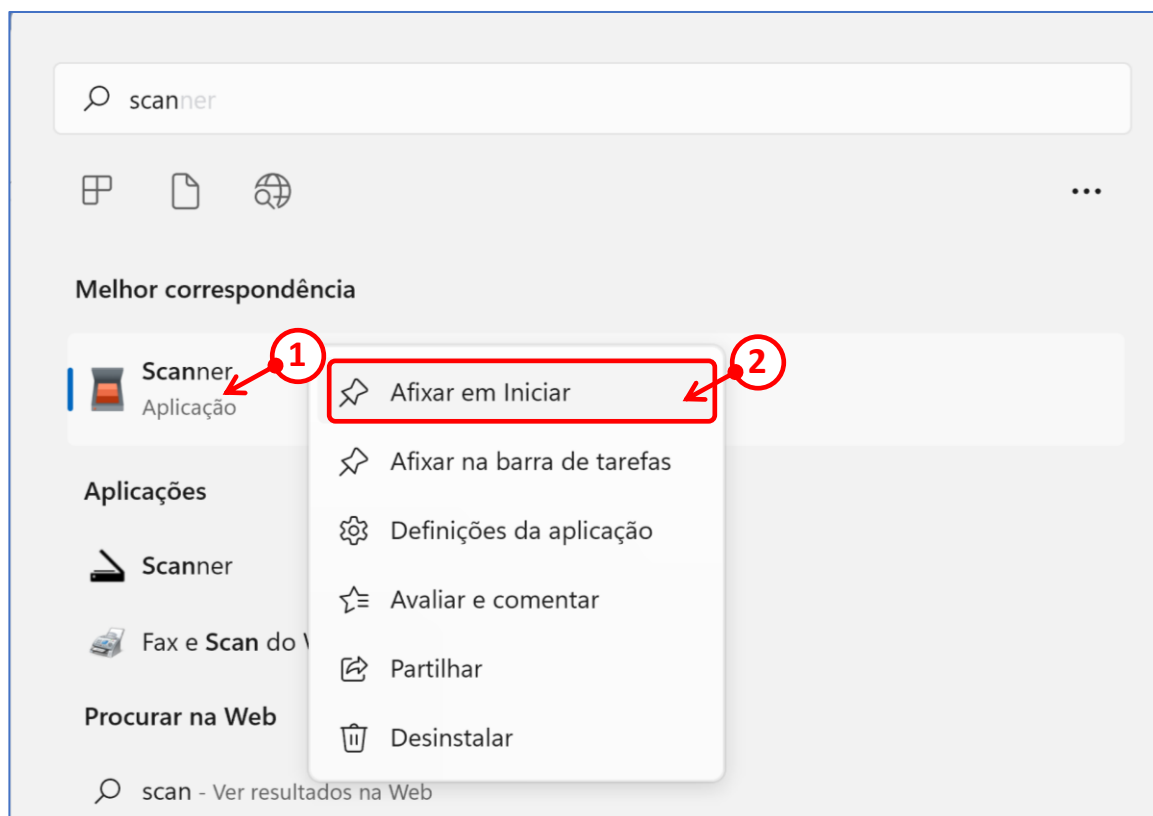 scanner
Melhor correspondência
Scanner
Aplicação
1
2
Afixar em Iniciar
Afixar na barra de tarefas
Definições da aplicação
Avaliar e comentar
Partilhar
Desinstalar
Aplicações
Scanner
Fax e Scan do
Procurar na Web
scan - Ver resultados na Web